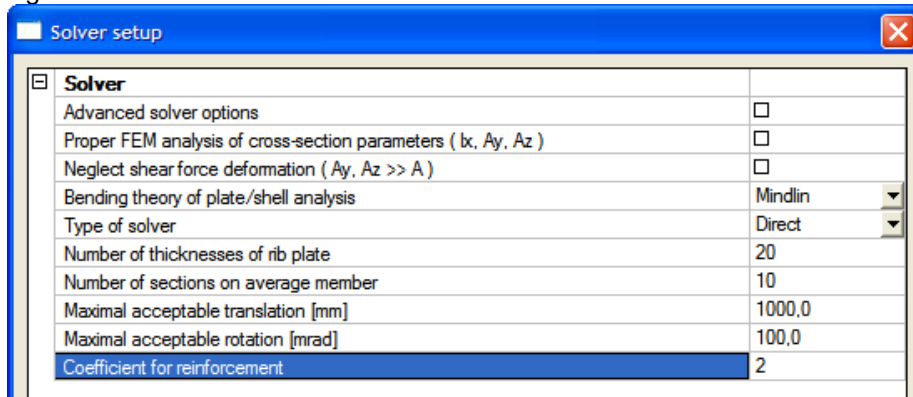 Solver setup
Solver
Advanced solver options
Proper FEM analysis of cross-section parameters ( Ix, Ay, Az )
Neglect shear force deformation ( Ay, Az >> A )
Bending theory of plate/shell analysis Mindlin
Type of solver Direct
Number of thicknesses of rib plate 20
Number of sections on average member 10
Maximal acceptable translation [mm] 1000,0
Maximal acceptable rotation [mrad] 100,0
Coefficient for reinforcement 2